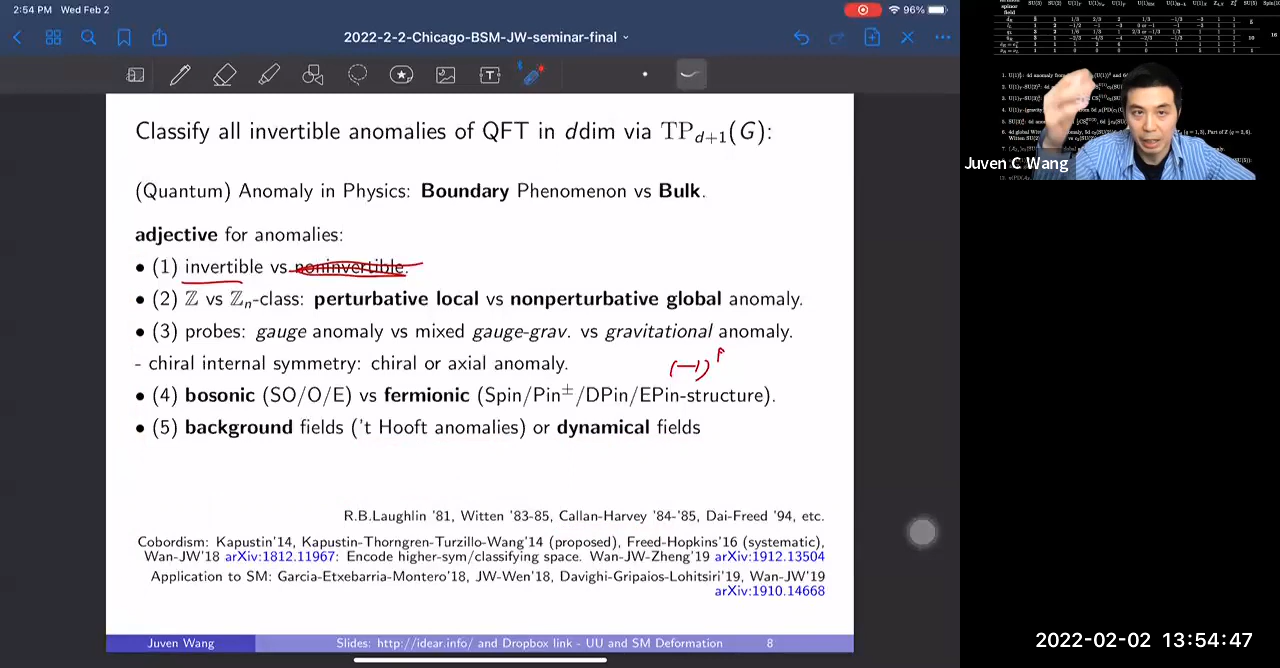 2:54 PM Wed Feb 2
96%
2022-2-2-Chicago-BSM-JW-seminar-final
Classify all invertible anomalies of QFT in ddim via TP_{d+1}(G):
(Quantum) Anomaly in Physics: Boundary Phenomenon vs Bulk.
adjective for anomalies:
• (1) invertible vs noninvertible.
• (2) ℤ vs ℤ_n-class: perturbative local vs nonperturbative global anomaly.
• (3) probes: gauge anomaly vs mixed gauge-grav. vs gravitational anomaly.
- chiral internal symmetry: chiral or axial anomaly.
(-1)^F
• (4) bosonic (SO/O/E) vs fermionic (Spin/Pin^±/DPin/EPin-structure).
• (5) background fields ('t Hooft anomalies) or dynamical fields
R.B.Laughlin '81, Witten '83-85, Callan-Harvey '84-'85, Dai-Freed '94, etc.
Cobordism: Kapustin'14, Kapustin-Thorngren-Turzillo-Wang'14 (proposed), Freed-Hopkins'16 (systematic),
Wan-JW'18 arXiv:1812.11967: Encode higher-sym/classifying space. Wan-JW-Zheng'19 arXiv:1912.13504
Application to SM: Garcia-Etxebarria-Montero'18, JW-Wen'18, Davighi-Gripaios-Lohitsiri'19, Wan-JW'19
arXiv:1910.14668
Juven Wang
Slides: http://idear.info/ and Dropbox link - UU and SM Deformation
8
Juven C Wang
2022-02-02 13:54:47